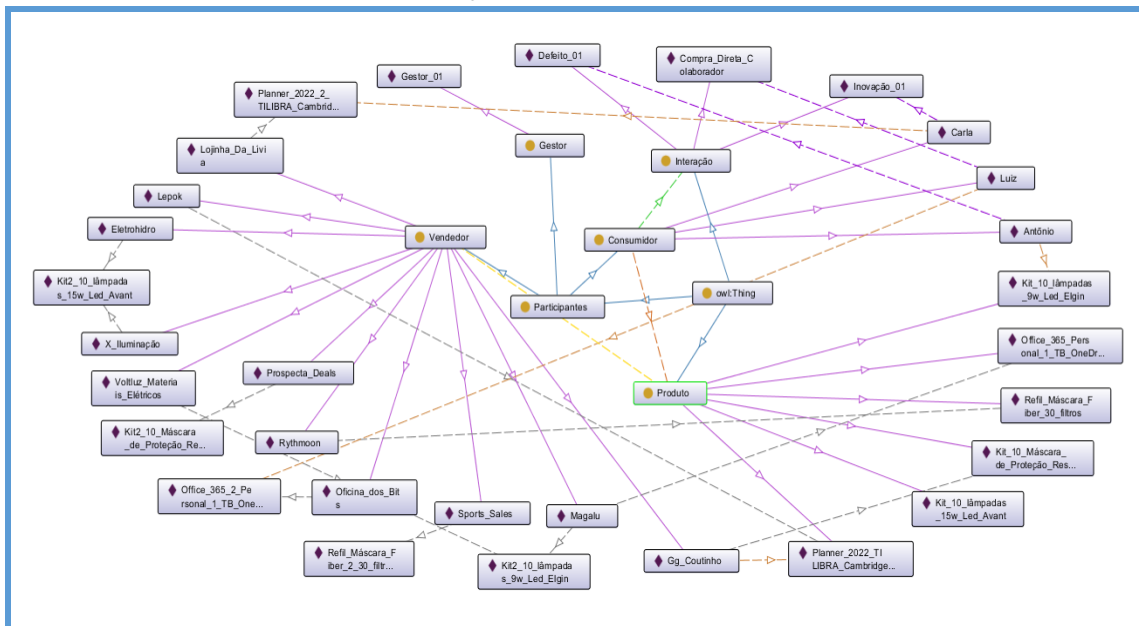 Defeito_01
Compra_Direta_C
olaborador
Gestor_01
Inovação_01
Planner_2022_2_
TILIBRA_Cambrid...
Carla
Lojinha_Da_Livi
a
Gestor
Interação
Luiz
Lepok
Eletrohidro
Vendedor
Consumidor
Antônio
Kit2_10_lâmpada
s_15w_Led_Avant
Kit_10_lâmpadas
_9w_Led_Elgin
Participantes
owl:Thing
X_Iluminação
Office_365_Pers
onal_1_TB_OneDr...
Voltluz_Materia
is_Elétricos
Prospecta_Deals
Produto
Refil_Máscara_F
iber_30_filtros
Kit2_10_Máscara
_de_Proteção_Re...
Rythmoon
Kit_10_Máscara_
de_Proteção_Res...
Office_365_2_Pe
rsonal_1_TB_One...
Oficina_dos_Bit
s
Sports_Sales
Magalu
Kit_10_lâmpadas
_15w_Led_Avant
Refil_Máscara_F
iber_2_30_filtr...
Kit2_10_lâmpada
s_9w_Led_Elgin
Gg_Coutinho
Planner_2022_TI
LIBRA_Cambridge...